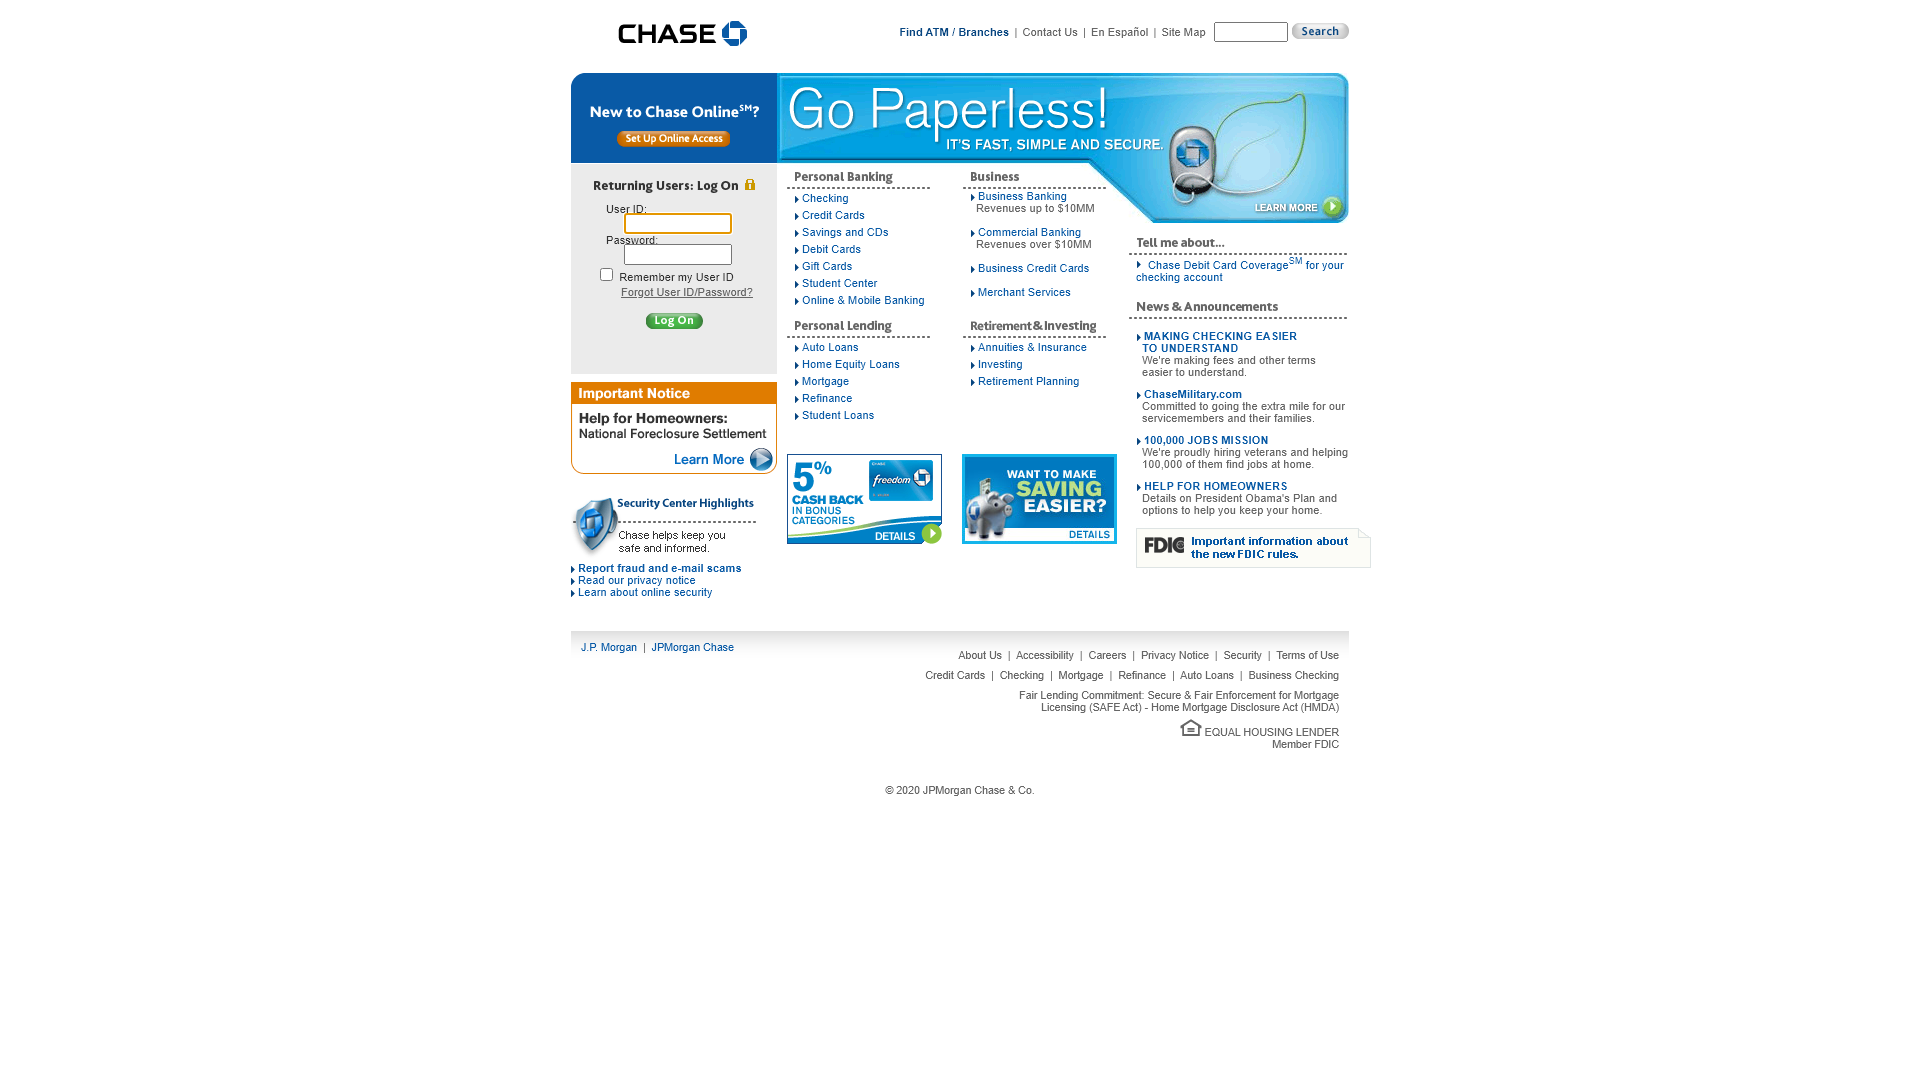 CHASE
Find ATM / Branches | Contact Us | En Español | Site Map
Search
New to Chase Online℠?
Set Up Online Access
Go Paperless!
IT'S FAST, SIMPLE AND SECURE.
LEARN MORE
Returning Users: Log On
User ID:
Password:
Remember my User ID
Forgot User ID/Password?
Log On
Important Notice
Help for Homeowners:
National Foreclosure Settlement
Learn More
Security Center Highlights
Chase helps keep you
safe and informed.
Report fraud and e-mail scams
Read our privacy notice
Learn about online security
Personal Banking
Checking
Credit Cards
Savings and CDs
Debit Cards
Gift Cards
Student Center
Online & Mobile Banking
Personal Lending
Auto Loans
Home Equity Loans
Mortgage
Refinance
Student Loans
Business
Business Banking
Revenues up to $10MM
Commercial Banking
Revenues over $10MM
Business Credit Cards
Merchant Services
Retirement & Investing
Annuities & Insurance
Investing
Retirement Planning
5%
CASH BACK
IN BONUS
CATEGORIES
CHASE
freedom
DETAILS
WANT TO MAKE
SAVING
EASIER?
DETAILS
Tell me about...
Chase Debit Card Coverage℠ for your
checking account
News & Announcements
MAKING CHECKING EASIER
TO UNDERSTAND
We're making fees and other terms
easier to understand.
ChaseMilitary.com
Committed to going the extra mile for our
servicemembers and their families.
100,000 JOBS MISSION
We're proudly hiring veterans and helping
100,000 of them find jobs at home.
HELP FOR HOMEOWNERS
Details on President Obama's Plan and
options to help you keep your home.
FDIC
Important information about
the new FDIC rules.
J.P. Morgan | JPMorgan Chase
About Us | Accessibility | Careers | Privacy Notice | Security | Terms of Use
Credit Cards | Checking | Mortgage | Refinance | Auto Loans | Business Checking
Fair Lending Commitment: Secure & Fair Enforcement for Mortgage
Licensing (SAFE Act) - Home Mortgage Disclosure Act (HMDA)
EQUAL HOUSING LENDER
Member FDIC
© 2020 JPMorgan Chase & Co.